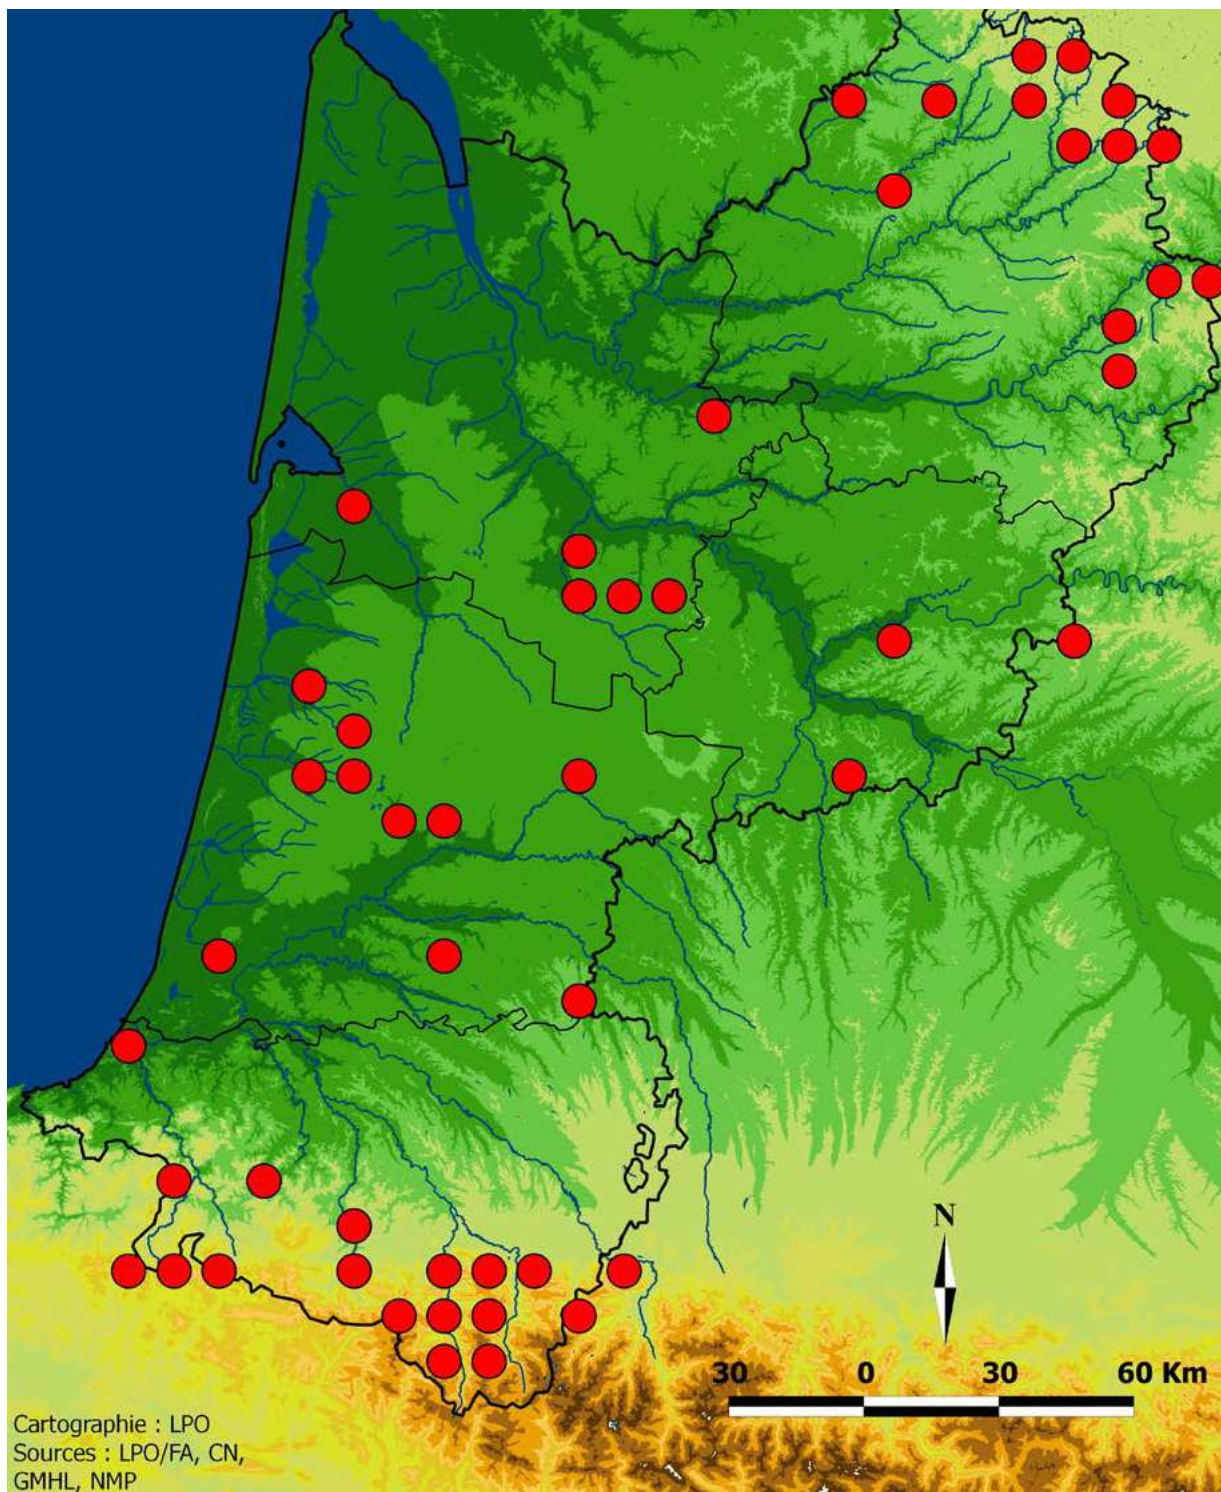 N
30 0 30 60 Km
Cartographie : LPO
Sources : LPO/FA, CN,
GMHL, NMP